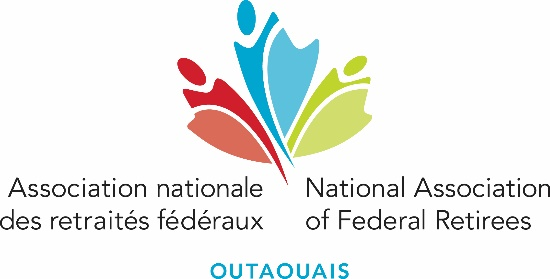 Association nationale
des retraités fédéraux
National Association
of Federal Retirees
OUTAOUAIS